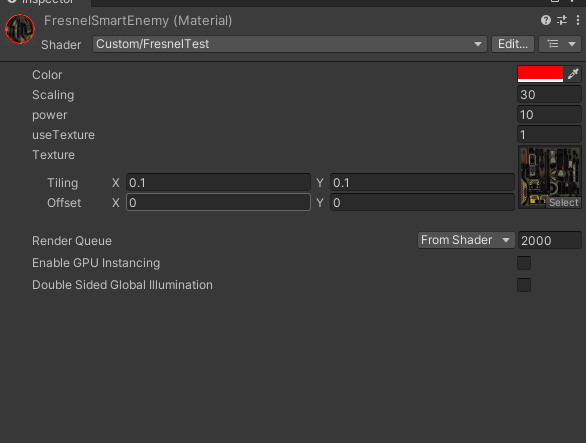 Inspector
FresnelSmartEnemy (Material)
Shader Custom/FresnelTest Edit...
Color
Scaling 30
power 10
useTexture 1
Texture
Tiling X 0.1 Y 0.1
Offset X 0 Y 0 Select
Render Queue From Shader 2000
Enable GPU Instancing
Double Sided Global Illumination